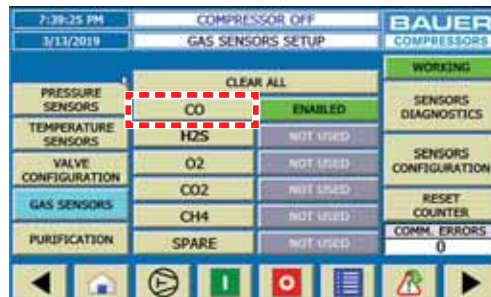 7:39:25 PM
COMPRESSOR OFF
BAUER
3/13/2019
GAS SENSORS SETUP
COMPRESSORS
WORKING
CLEAR ALL
PRESSURE
SENSORS
CO
ENABLED
SENSORS
DIAGNOSTICS
TEMPERATURE
SENSORS
H2S
NOT USED
VALVE
CONFIGURATION
O2
NOT USED
SENSORS
CONFIGURATION
CO2
NOT USED
GAS SENSORS
RESET
COUNTER
CH4
NOT USED
COMM. ERRORS
0
PURIFICATION
SPARE
NOT USED
I
O